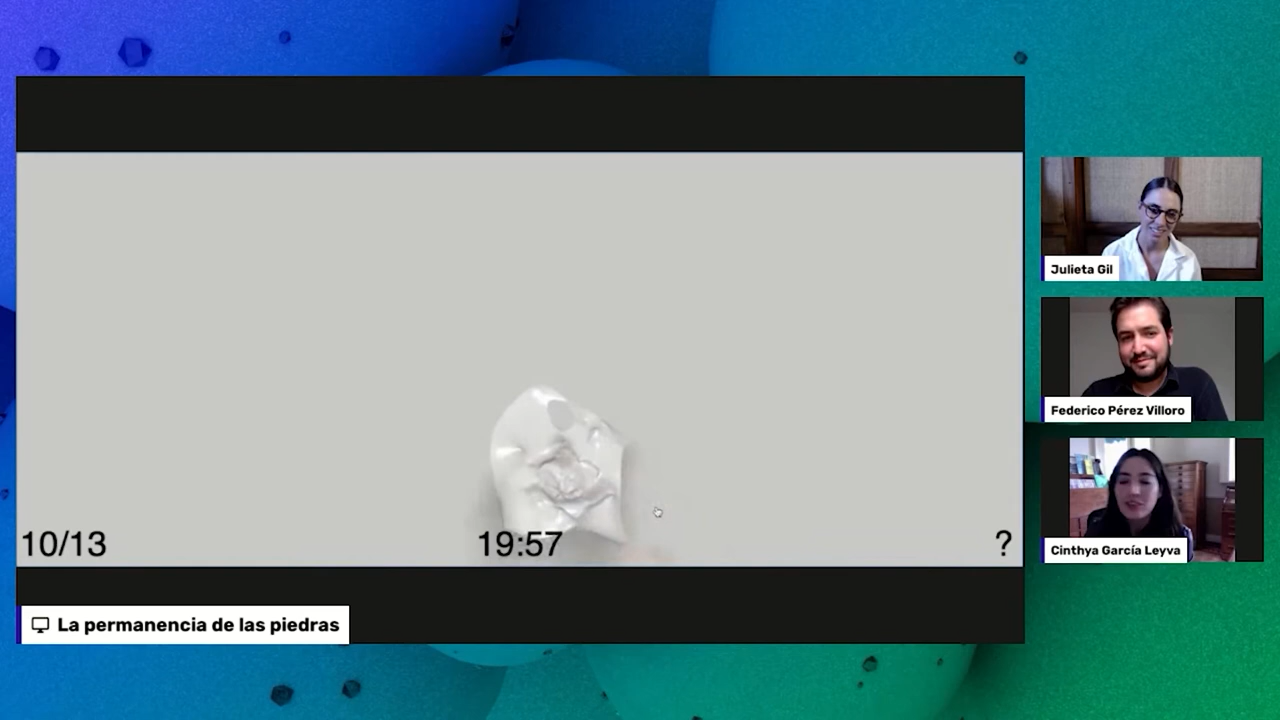 10/13
19:57
?
La permanencia de las piedras
Julieta Gil
Federico Pérez Villoro
Cinthya García Leyva